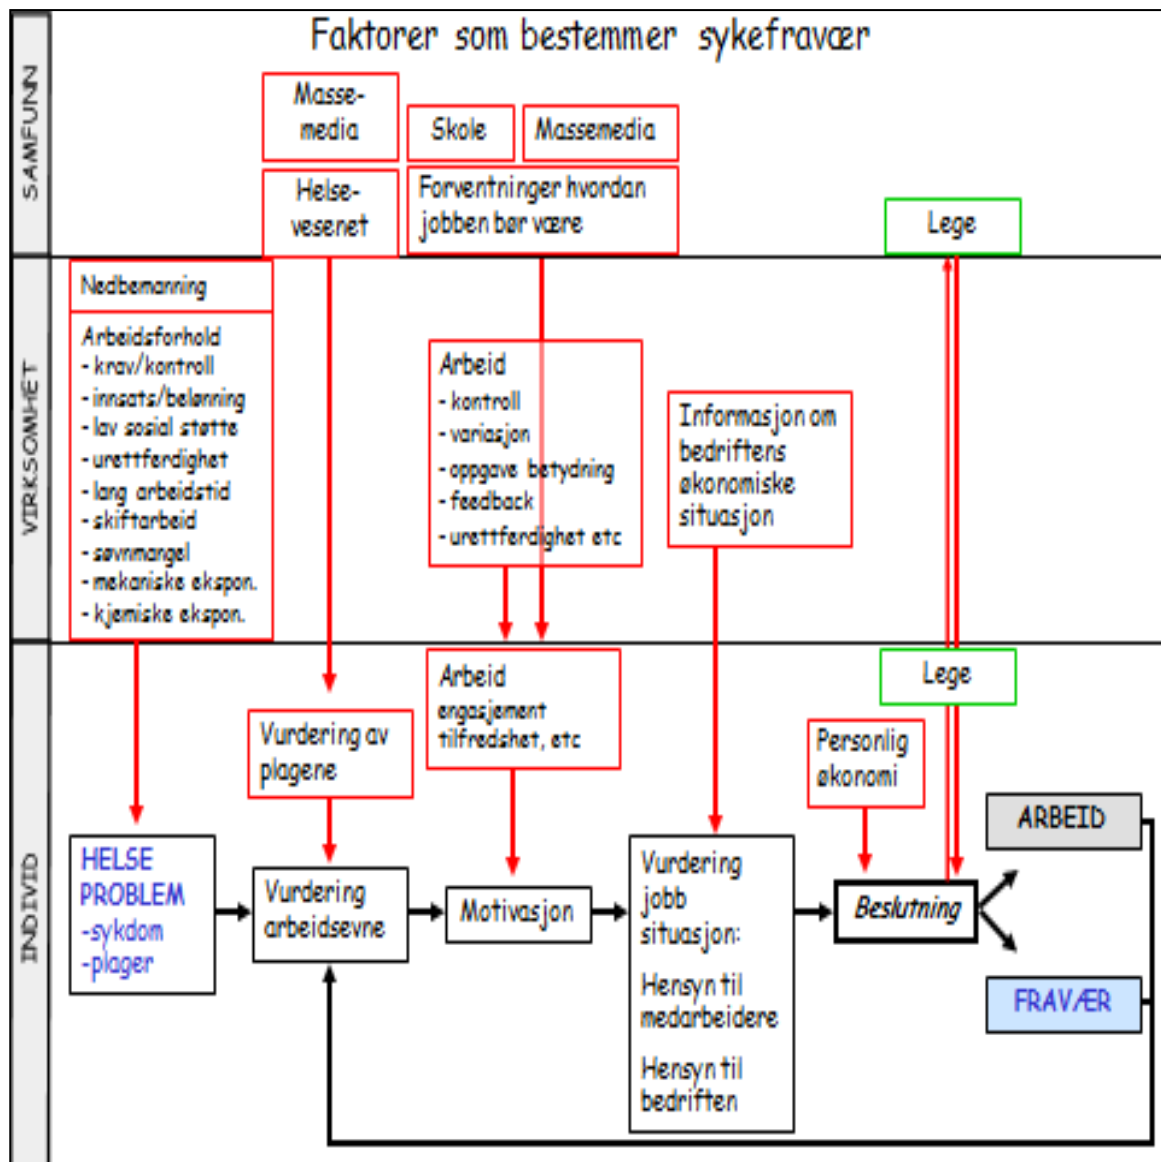 Faktorer som bestemmer sykefravær
SAMFUNN
Masse-
media
Skole
Massemedia
Helse-
vesenet
Forventninger hvordan
jobben bør være
Lege
VIRKSOMHET
Nedbemanning
Arbeidsforhold
- krav/kontroll
- innsats/belønning
- lav sosial støtte
- urettferdighet
- lang arbeidstid
- skiftarbeid
- søvnmangel
- mekaniske ekspon.
- kjemiske ekspon.
Arbeid
- kontroll
- variasjon
- oppgave betydning
- feedback
- urettferdighet etc
Informasjon om
bedriftens
økonomiske
situasjon
INDIVID
Vurdering av
plagene
Arbeid
engasjement
tilfredshet, etc
Lege
Personlig
økonomi
HELSE
PROBLEM
-sykdom
-plager
Vurdering
arbeidsevne
Motivasjon
Vurdering
jobb
situasjon:
Hensyn til
medarbeidere
Hensyn til
bedriften
Beslutning
ARBEID
FRAVÆR